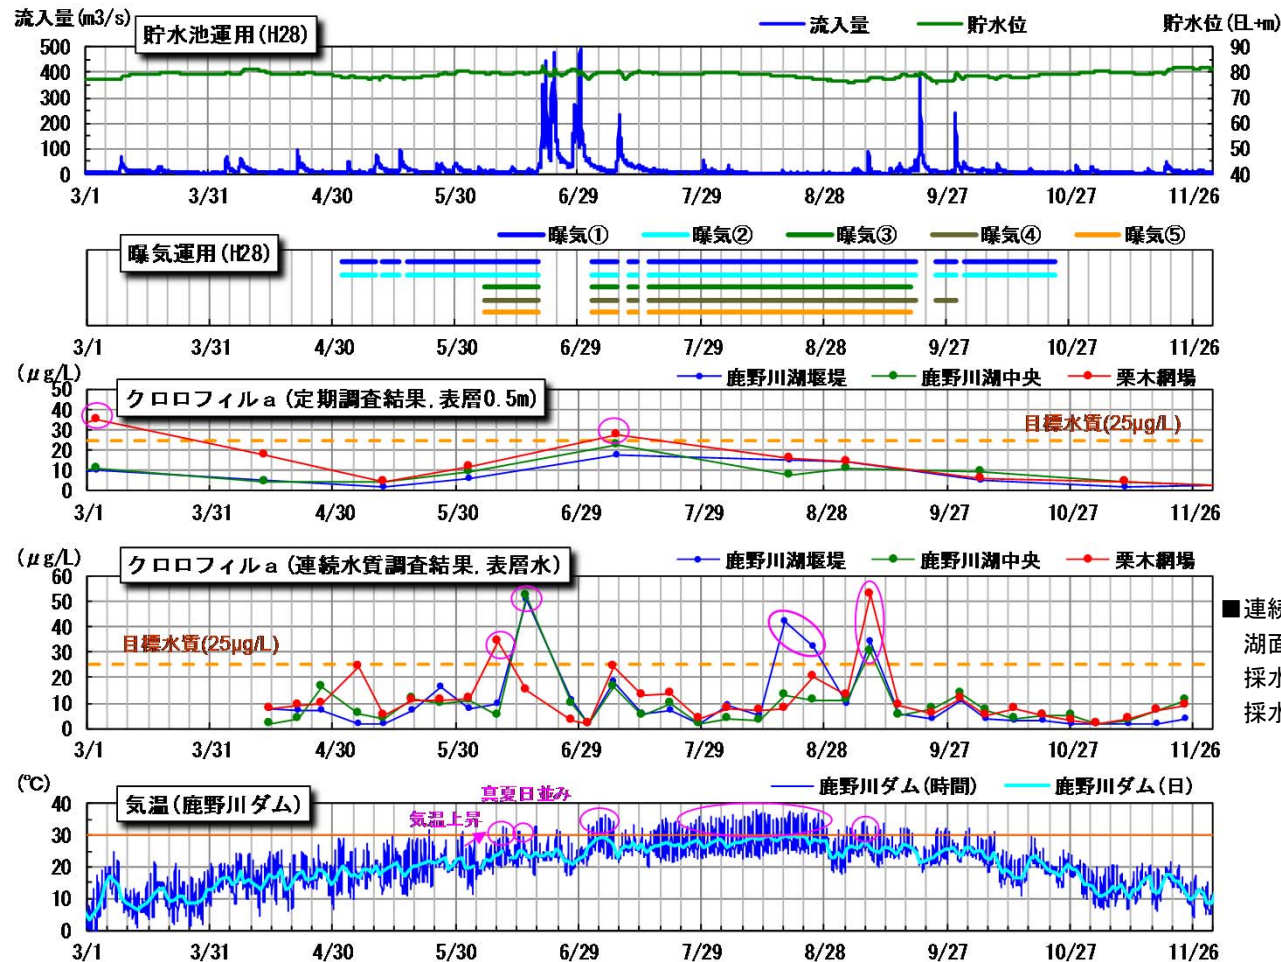 流入量(m3/s)
貯水池運用(H28)
流入量
貯水位
貯水位(EL+m)
500
400
300
200
100
0
90
80
70
60
50
40
3/1 3/31 4/30 5/30 6/29 7/29 8/28 9/27 10/27 11/26
曝気運用(H28)
曝気① 曝気② 曝気③ 曝気④ 曝気⑤
3/1 3/31 4/30 5/30 6/29 7/29 8/28 9/27 10/27 11/26
(μg/L)
クロロフィルa(定期調査結果,表層0.5m)
鹿野川湖堰堤 鹿野川湖中央 栗木網場
目標水質(25μg/L)
50
40
30
20
10
0
3/1 3/31 4/30 5/30 6/29 7/29 8/28 9/27 10/27 11/26
(μg/L)
クロロフィルa(連続水質調査結果,表層水)
鹿野川湖堰堤 鹿野川湖中央 栗木網場
目標水質(25μg/L)
60
50
40
30
20
10
0
3/1 3/31 4/30 5/30 6/29 7/29 8/28 9/27 10/27 11/26
■連続
湖面
採水
採水
(℃)
気温(鹿野川ダム)
気温上昇
真夏日並み
鹿野川ダム(時間) 鹿野川ダム(日)
40
30
20
10
0
3/1 3/31 4/30 5/30 6/29 7/29 8/28 9/27 10/27 11/26